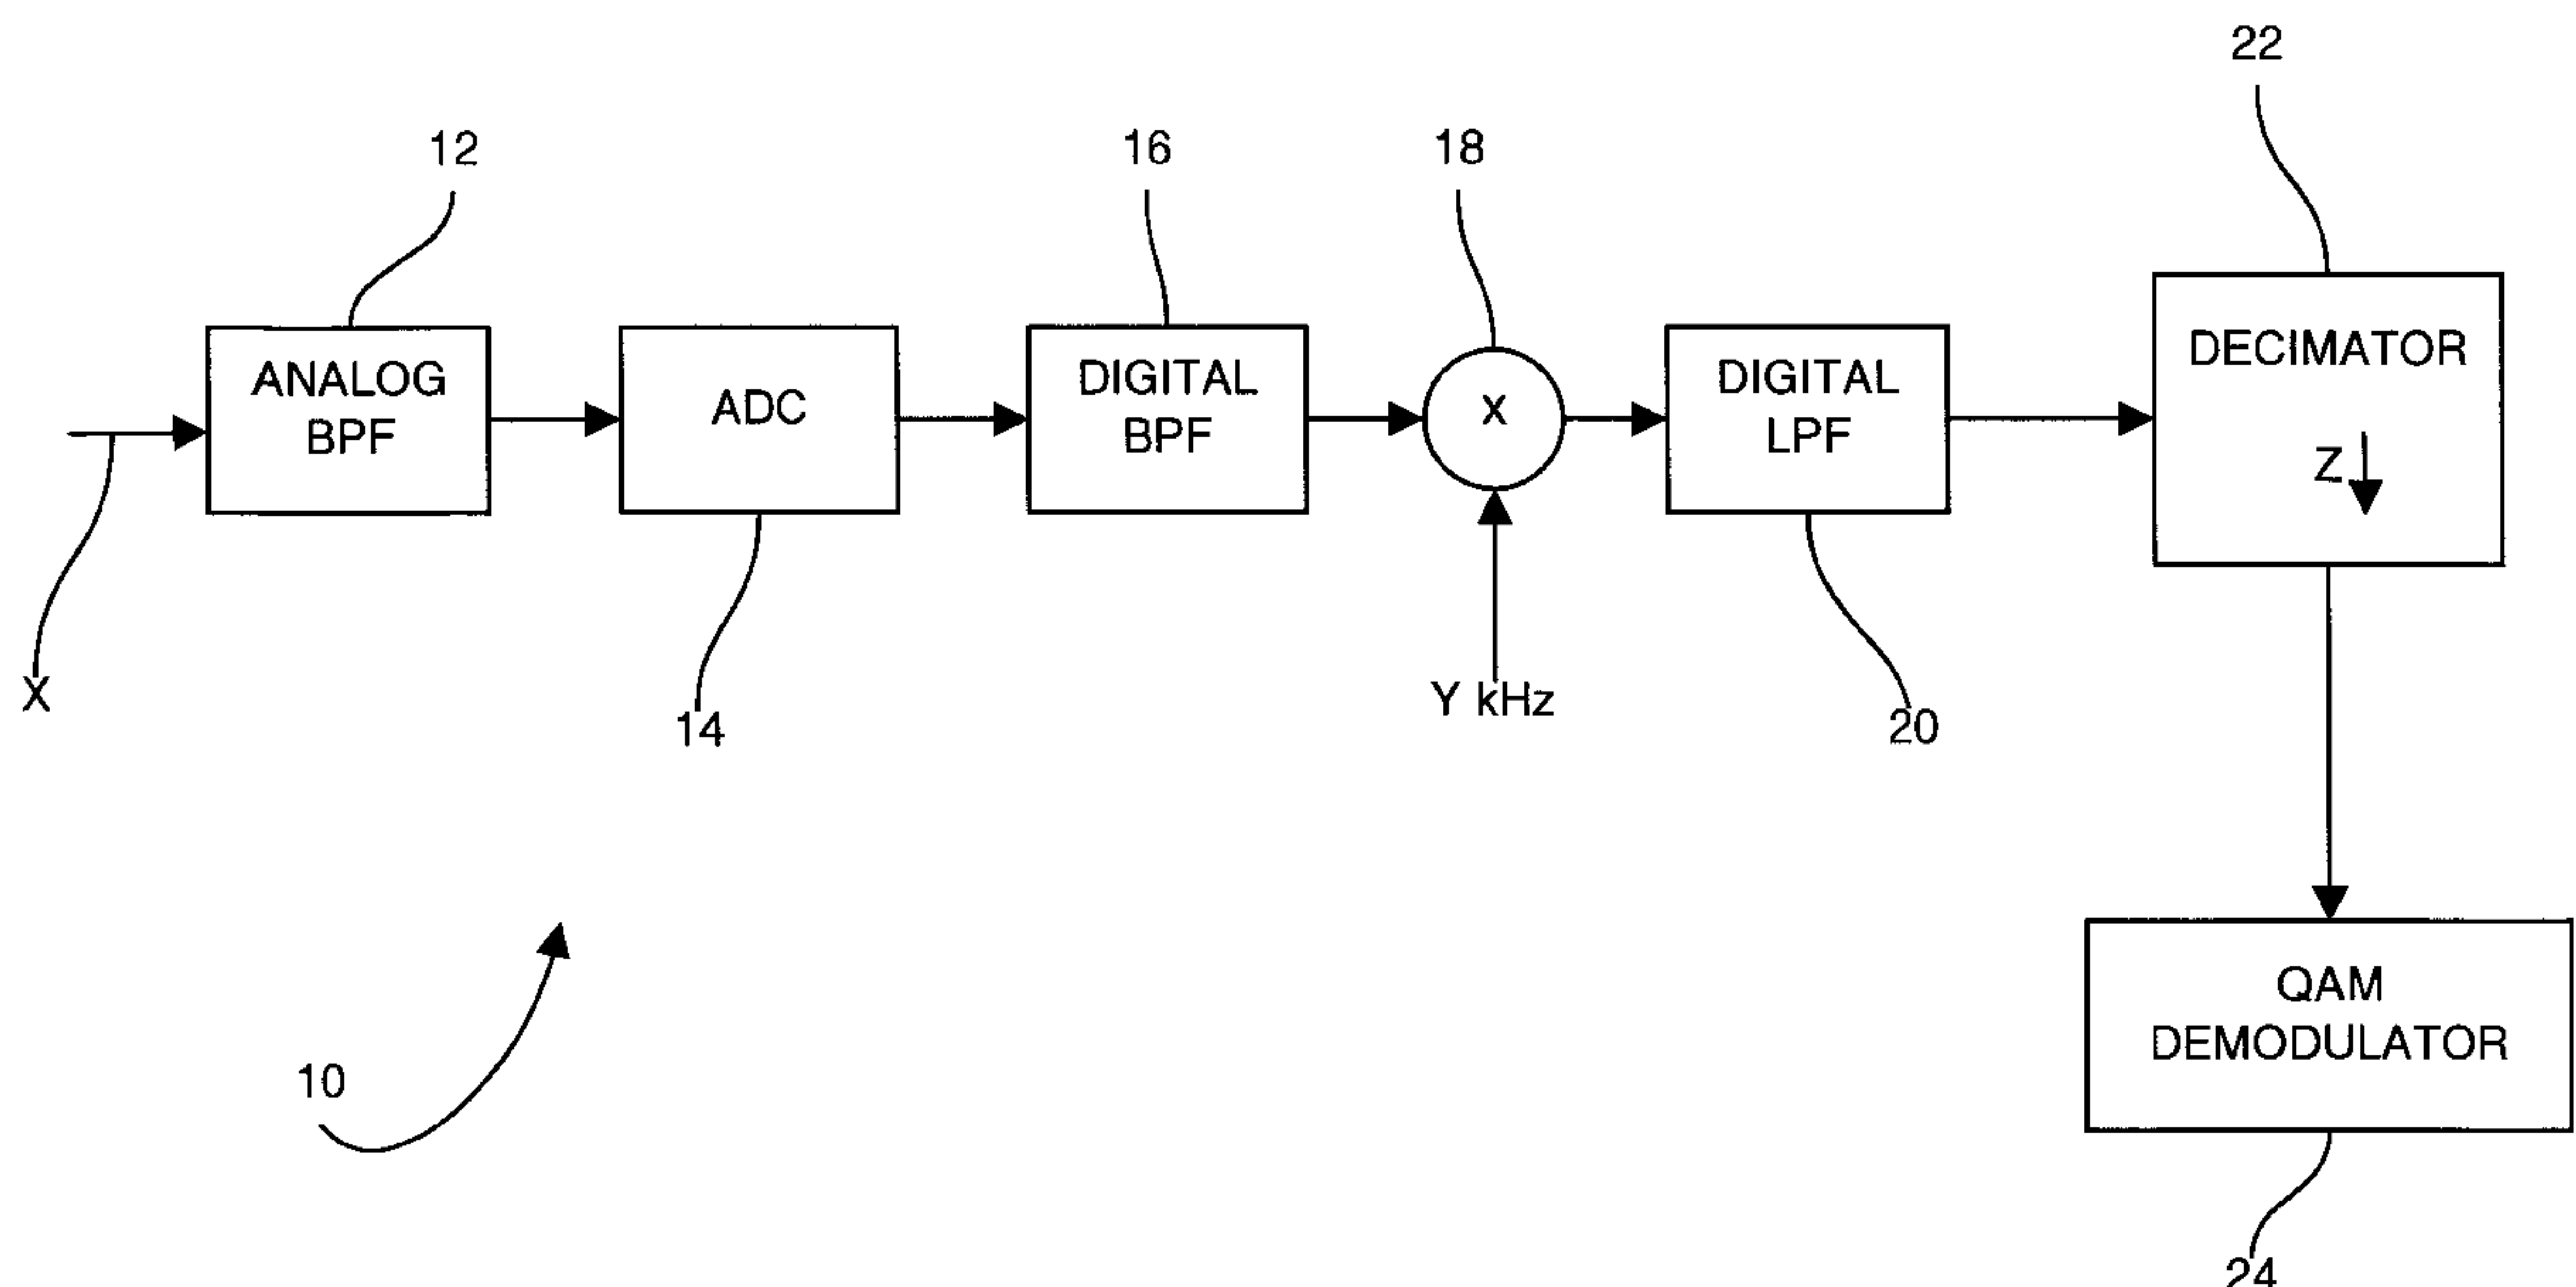 22
12
16
18
ANALOG
BPF
ADC
DIGITAL
BPF
x
DIGITAL
LPF
DECIMATOR
Z
X
14
Y kHz
20
10
QAM
DEMODULATOR
24